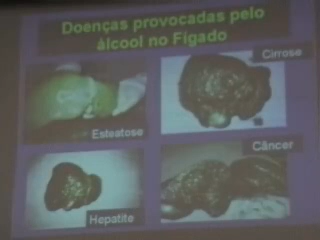 Doenças provocadas pelo
álcool no Fígado
Cirrose
Esteatose
Câncer
Hepatite